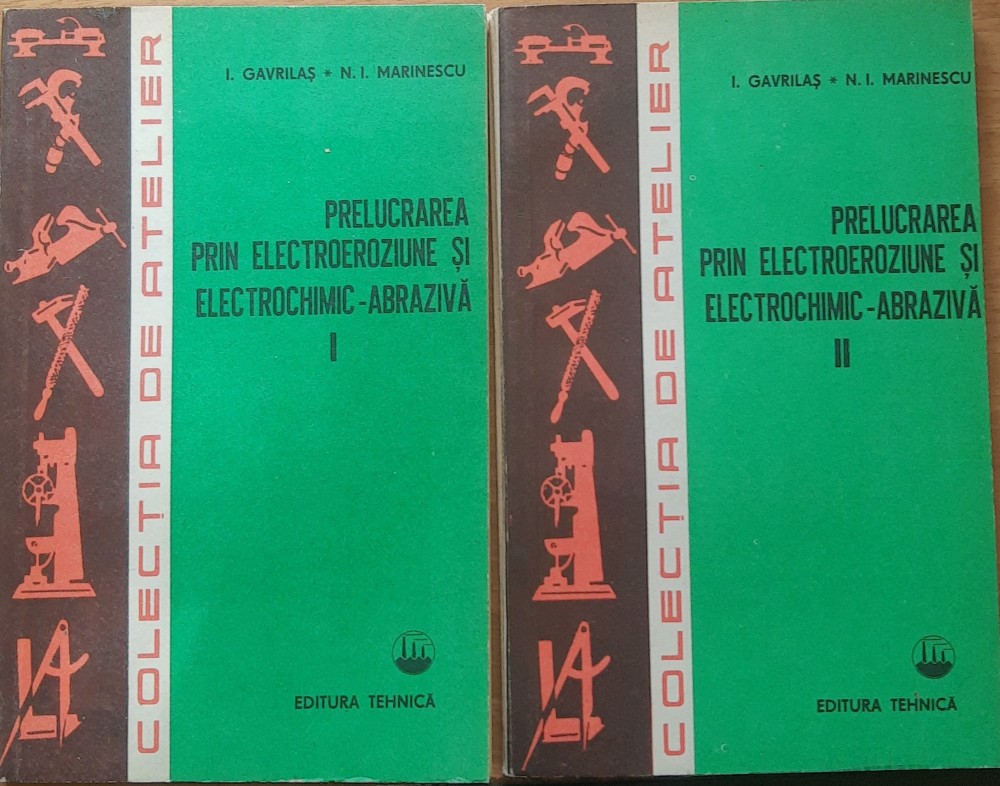 COLECȚIA DE ATELIER
I. GAVRILAȘ * N. I. MARINESCU
PRELUCRAREA
PRIN ELECTROEROZIUNE ȘI
ELECTROCHIMIC-ABRAZIVĂ
I
EDITURA TEHNICĂ
COLECȚIA DE ATELIER
I. GAVRILAȘ * N. I. MARINESCU
PRELUCRAREA
PRIN ELECTROEROZIUNE ȘI
ELECTROCHIMIC-ABRAZIVĂ
II
EDITURA TEHNICĂ